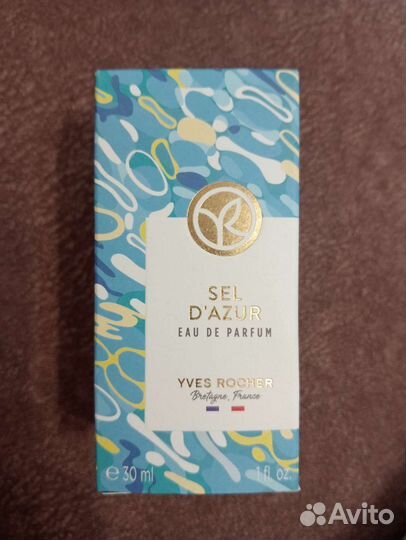 SEL
D'AZUR
EAU DE PARFUM
YVES ROCHER
Bretagne, France
℮ 30 ml 1 fl. oz.
Avito